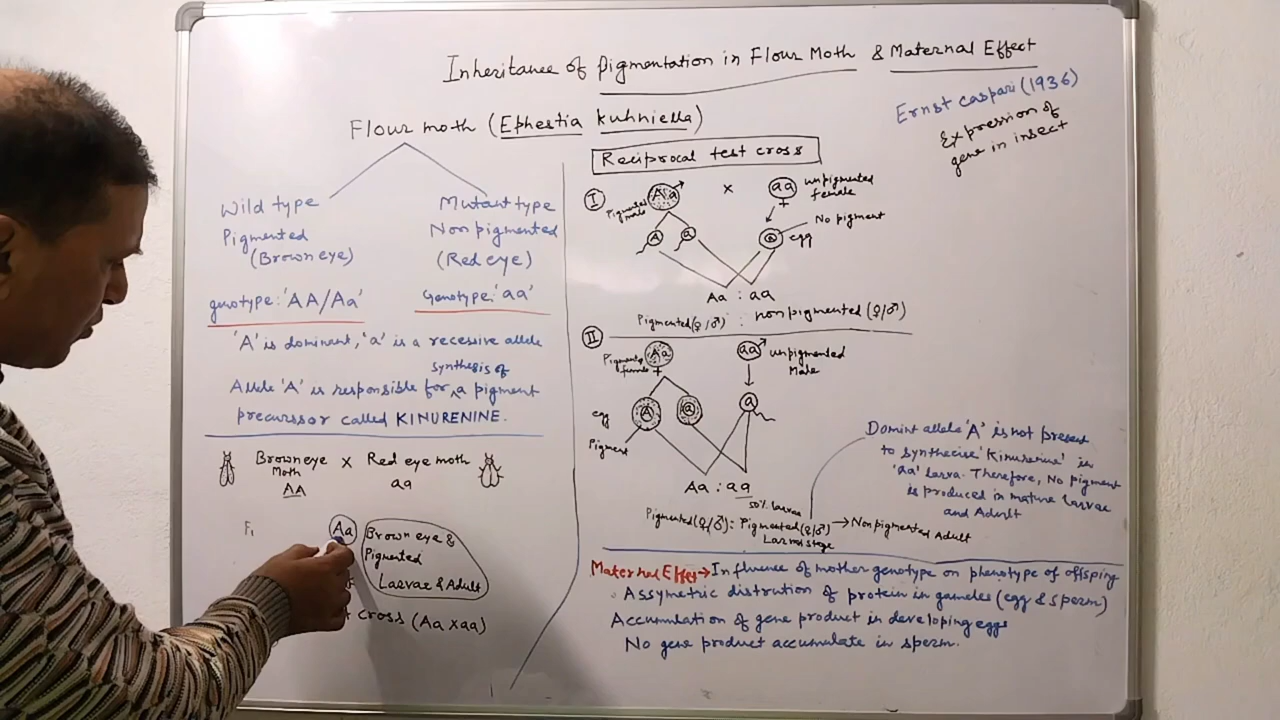 Inheritance of pigmentation in Flour Moth & Maternal Effect
Ernst caspari (1936)
Expression of
gene in insect
Flour moth (Ephestia kuhniella)
Wild type
Pigmented
(Brown eye)
genotype: 'AA/Aa'
Mutant type
Non pigmented
(Red eye)
Genotype: 'aa'
'A' is dominant, 'a' is a recessive allele
synthesis of
Allele 'A' is responsible for ^ a pigment
precurssor called KINURENINE.
Brown eye x Red eye moth
Moth
AA
aa
F1
Aa
Brown eye &
Pigmented
Larvae & Adult
cross (Aa x aa)
Reciprocal test cross
I
Pigmented
male
Aa
x
aa
unpigmented
female
No pigment
A
a
a
egg
Aa : aa
Pigmented (♀/♂) : non pigmented (♀/♂)
II
Pigmented
female
Aa
aa
unpigmented
Male
egg
A
a
a
Pigment
Aa : aa
50% larvae
Pigmented (♀/♂) : Pigmented (♀/♂) → Non pigmented Adult
Larval stage
Domint allele 'A' is not present
to synthecise 'Kinurenine' in
'aa' larva. Therefore, No pigment
is produced in mature larvae
and Adult
Maternal Effect → Influence of mother genotype on phenotype of offsping
Assymetric distrution of protein in gametes (egg & sperm)
Accumulation of gene product in developing eggs
No gene product accumulate in sperm.